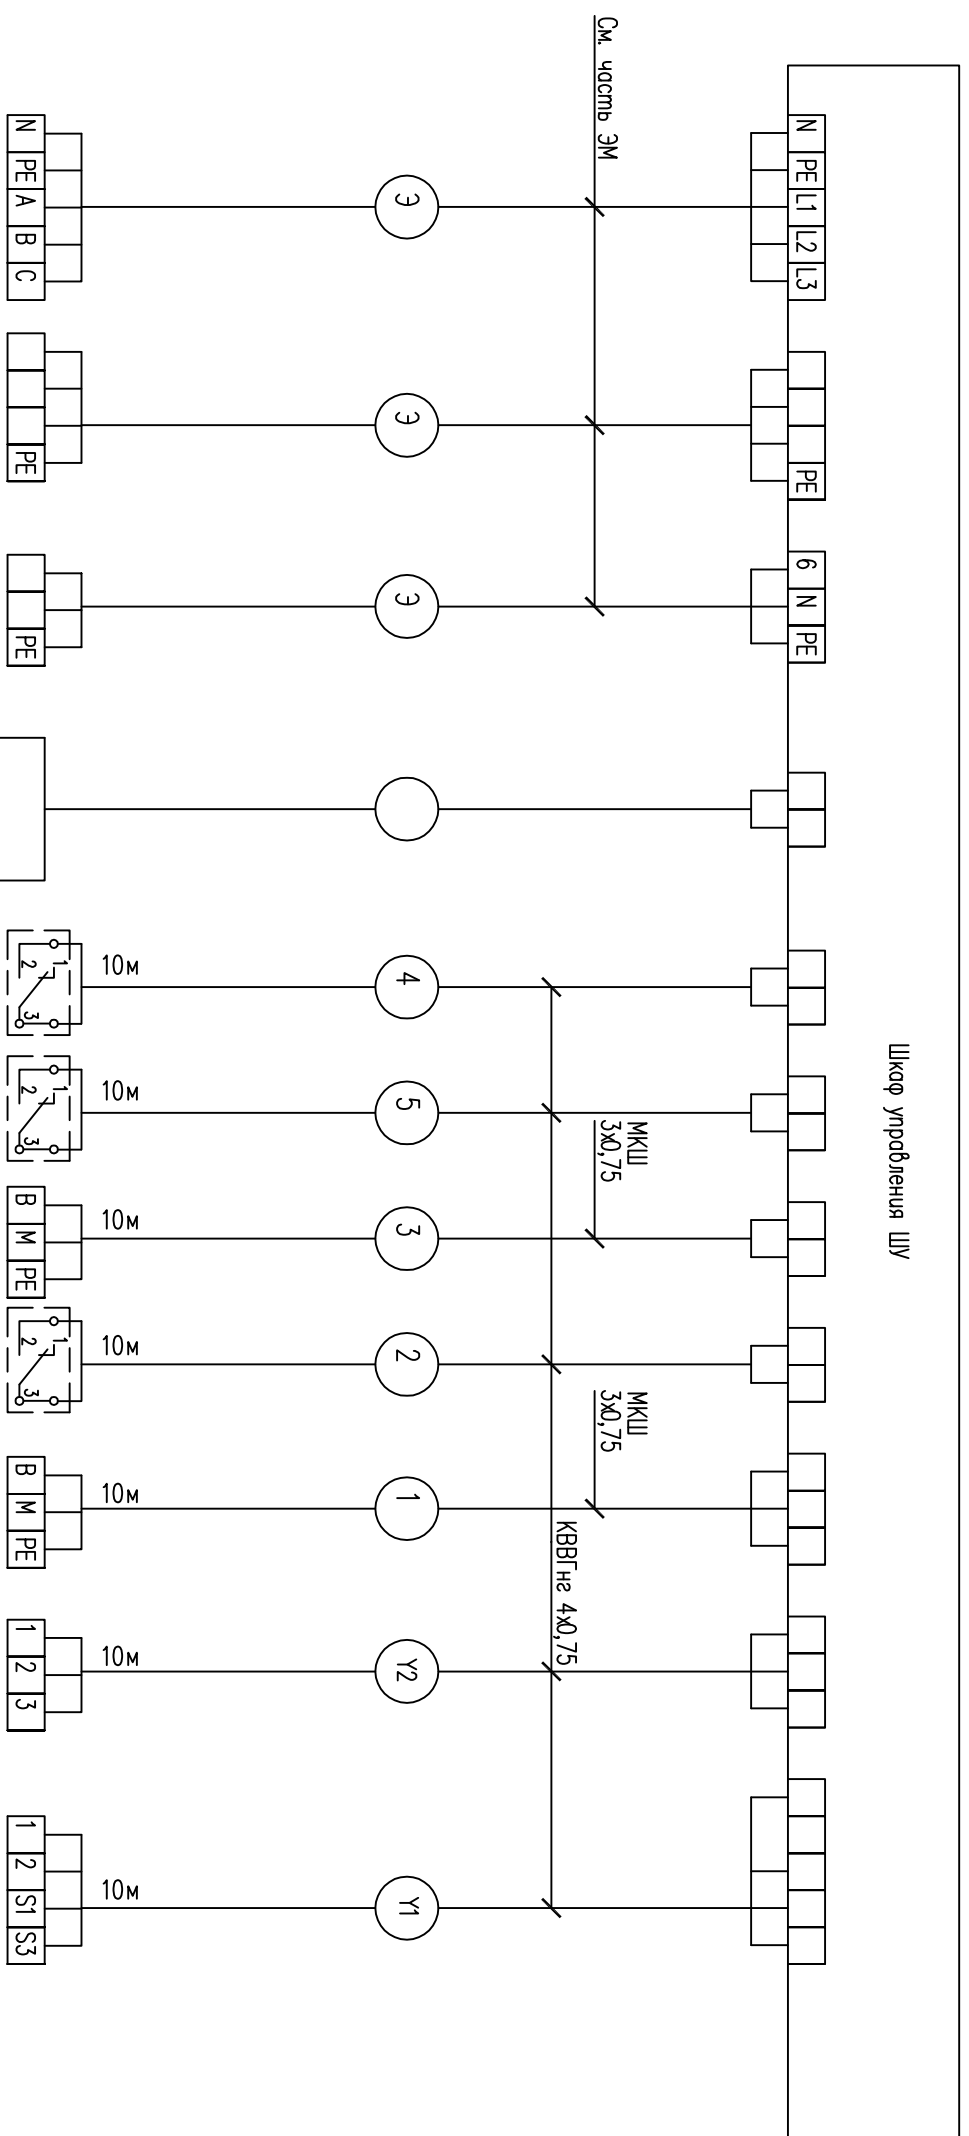 Шкаф управления ШУ
N PE L1 L2 L3
PE
6 N PE
См. часть ЭМ
МКШ
3х0,75
МКШ
3х0,75
КВВГнг 4х0,75
Э
Э
Э
4
5
3
2
1
Y2
Y1
10м
10м
10м
10м
10м
10м
10м
N PE A B C
PE
PE
1 2 3
1 2 3
B M PE
1 2 3
B M PE
1 2 3
1 2 S1 S3